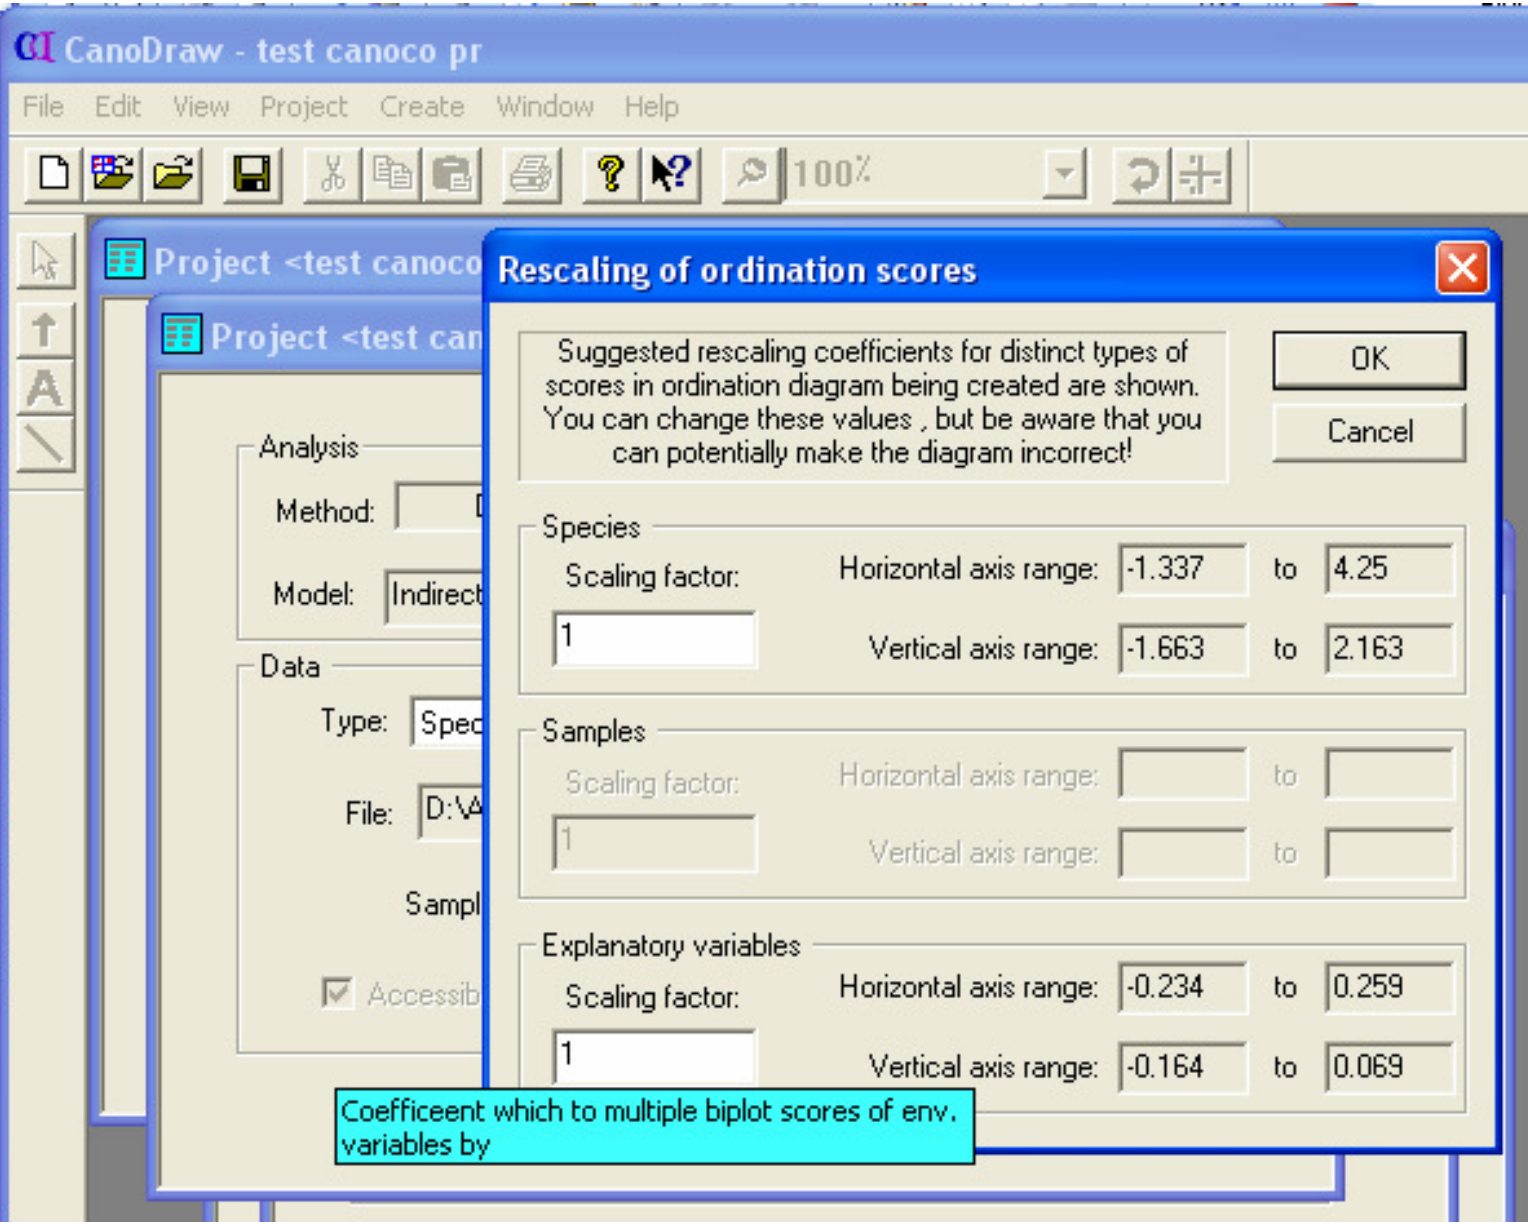 CanoDraw - test canoco pr
File Edit View Project Create Window Help
100%
Project <test canoco
Project <test can
Rescaling of ordination scores
Suggested rescaling coefficients for distinct types of
scores in ordination diagram being created are shown.
You can change these values , but be aware that you
can potentially make the diagram incorrect!
OK
Cancel
Analysis
Method:
Model: Indirect
Data
Type: Spec
File: D:\A
Sampl
Accessib
Species
Scaling factor:
1
Horizontal axis range: -1.337 to 4.25
Vertical axis range: -1.663 to 2.163
Samples
Scaling factor:
1
Horizontal axis range: to
Vertical axis range: to
Explanatory variables
Scaling factor:
1
Horizontal axis range: -0.234 to 0.259
Vertical axis range: -0.164 to 0.069
Coefficeent which to multiple biplot scores of env.
variables by